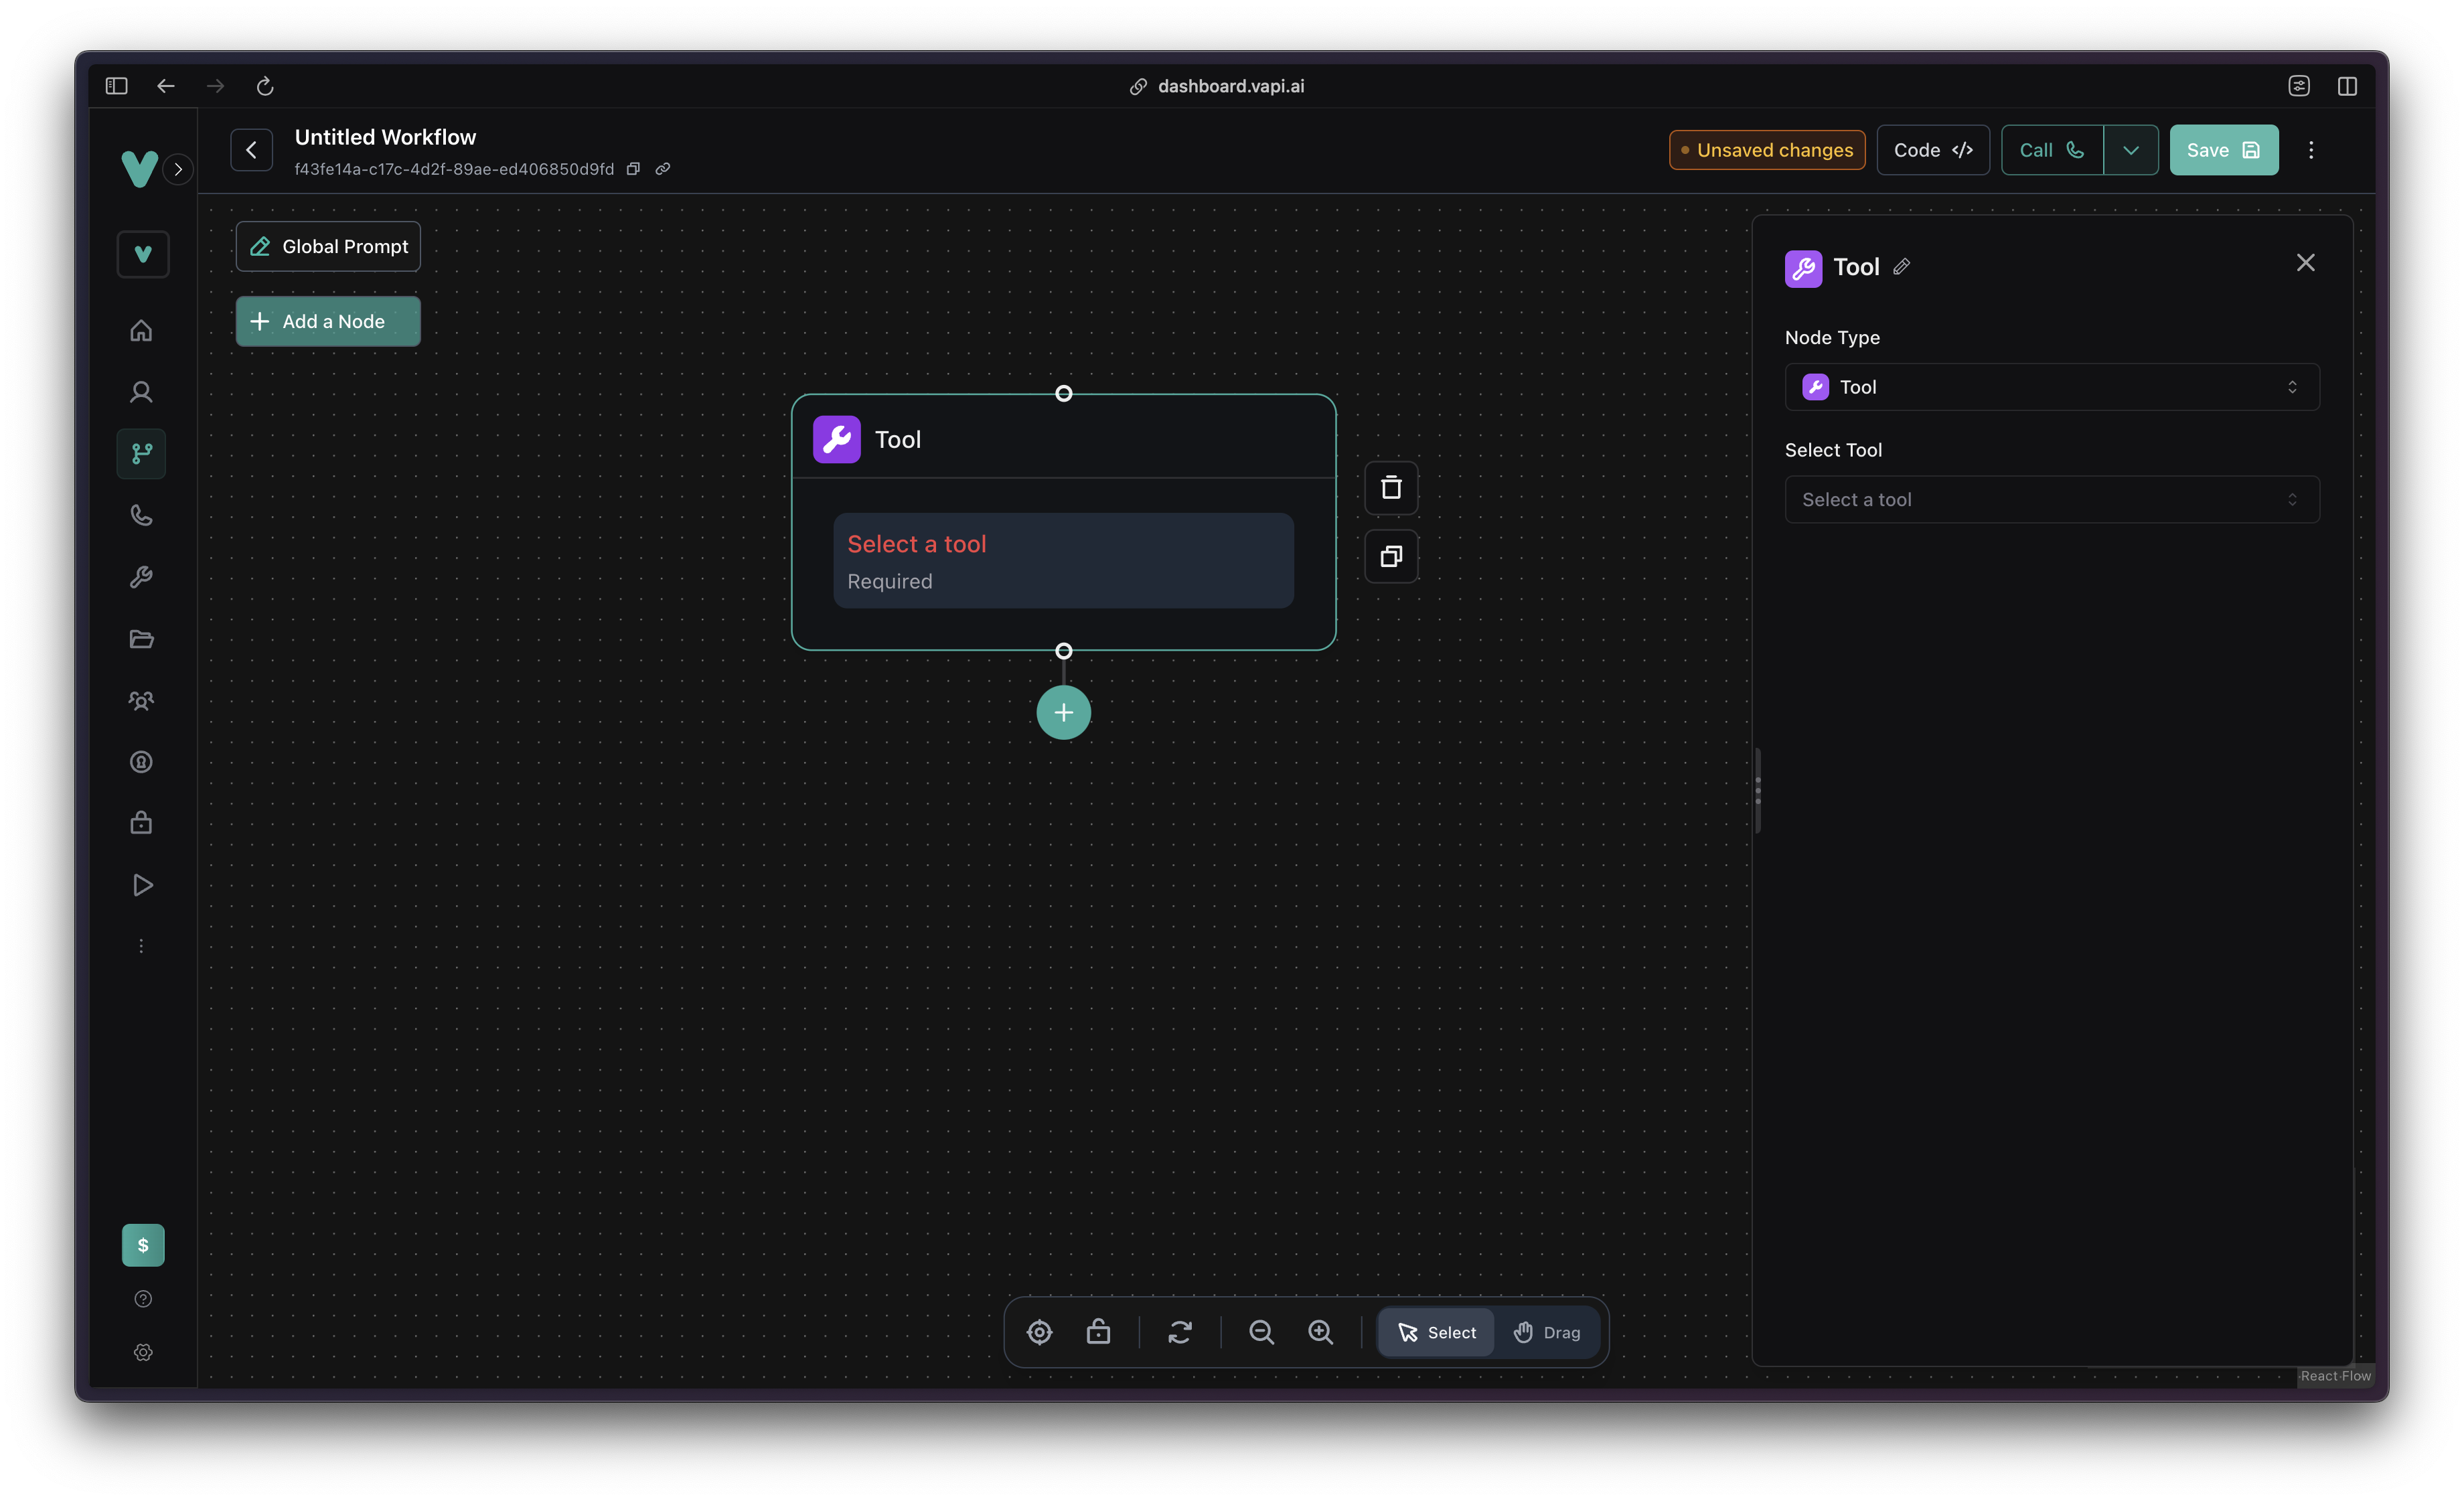 dashboard.vapi.ai
Untitled Workflow
f43fe14a-c17c-4d2f-89ae-ed406850d9fd
Unsaved changes
Code </>
Call
Save
Global Prompt
+ Add a Node
Tool
Select a tool
Required
Tool
Node Type
Tool
Select Tool
Select a tool
$
Select
Drag
React Flow